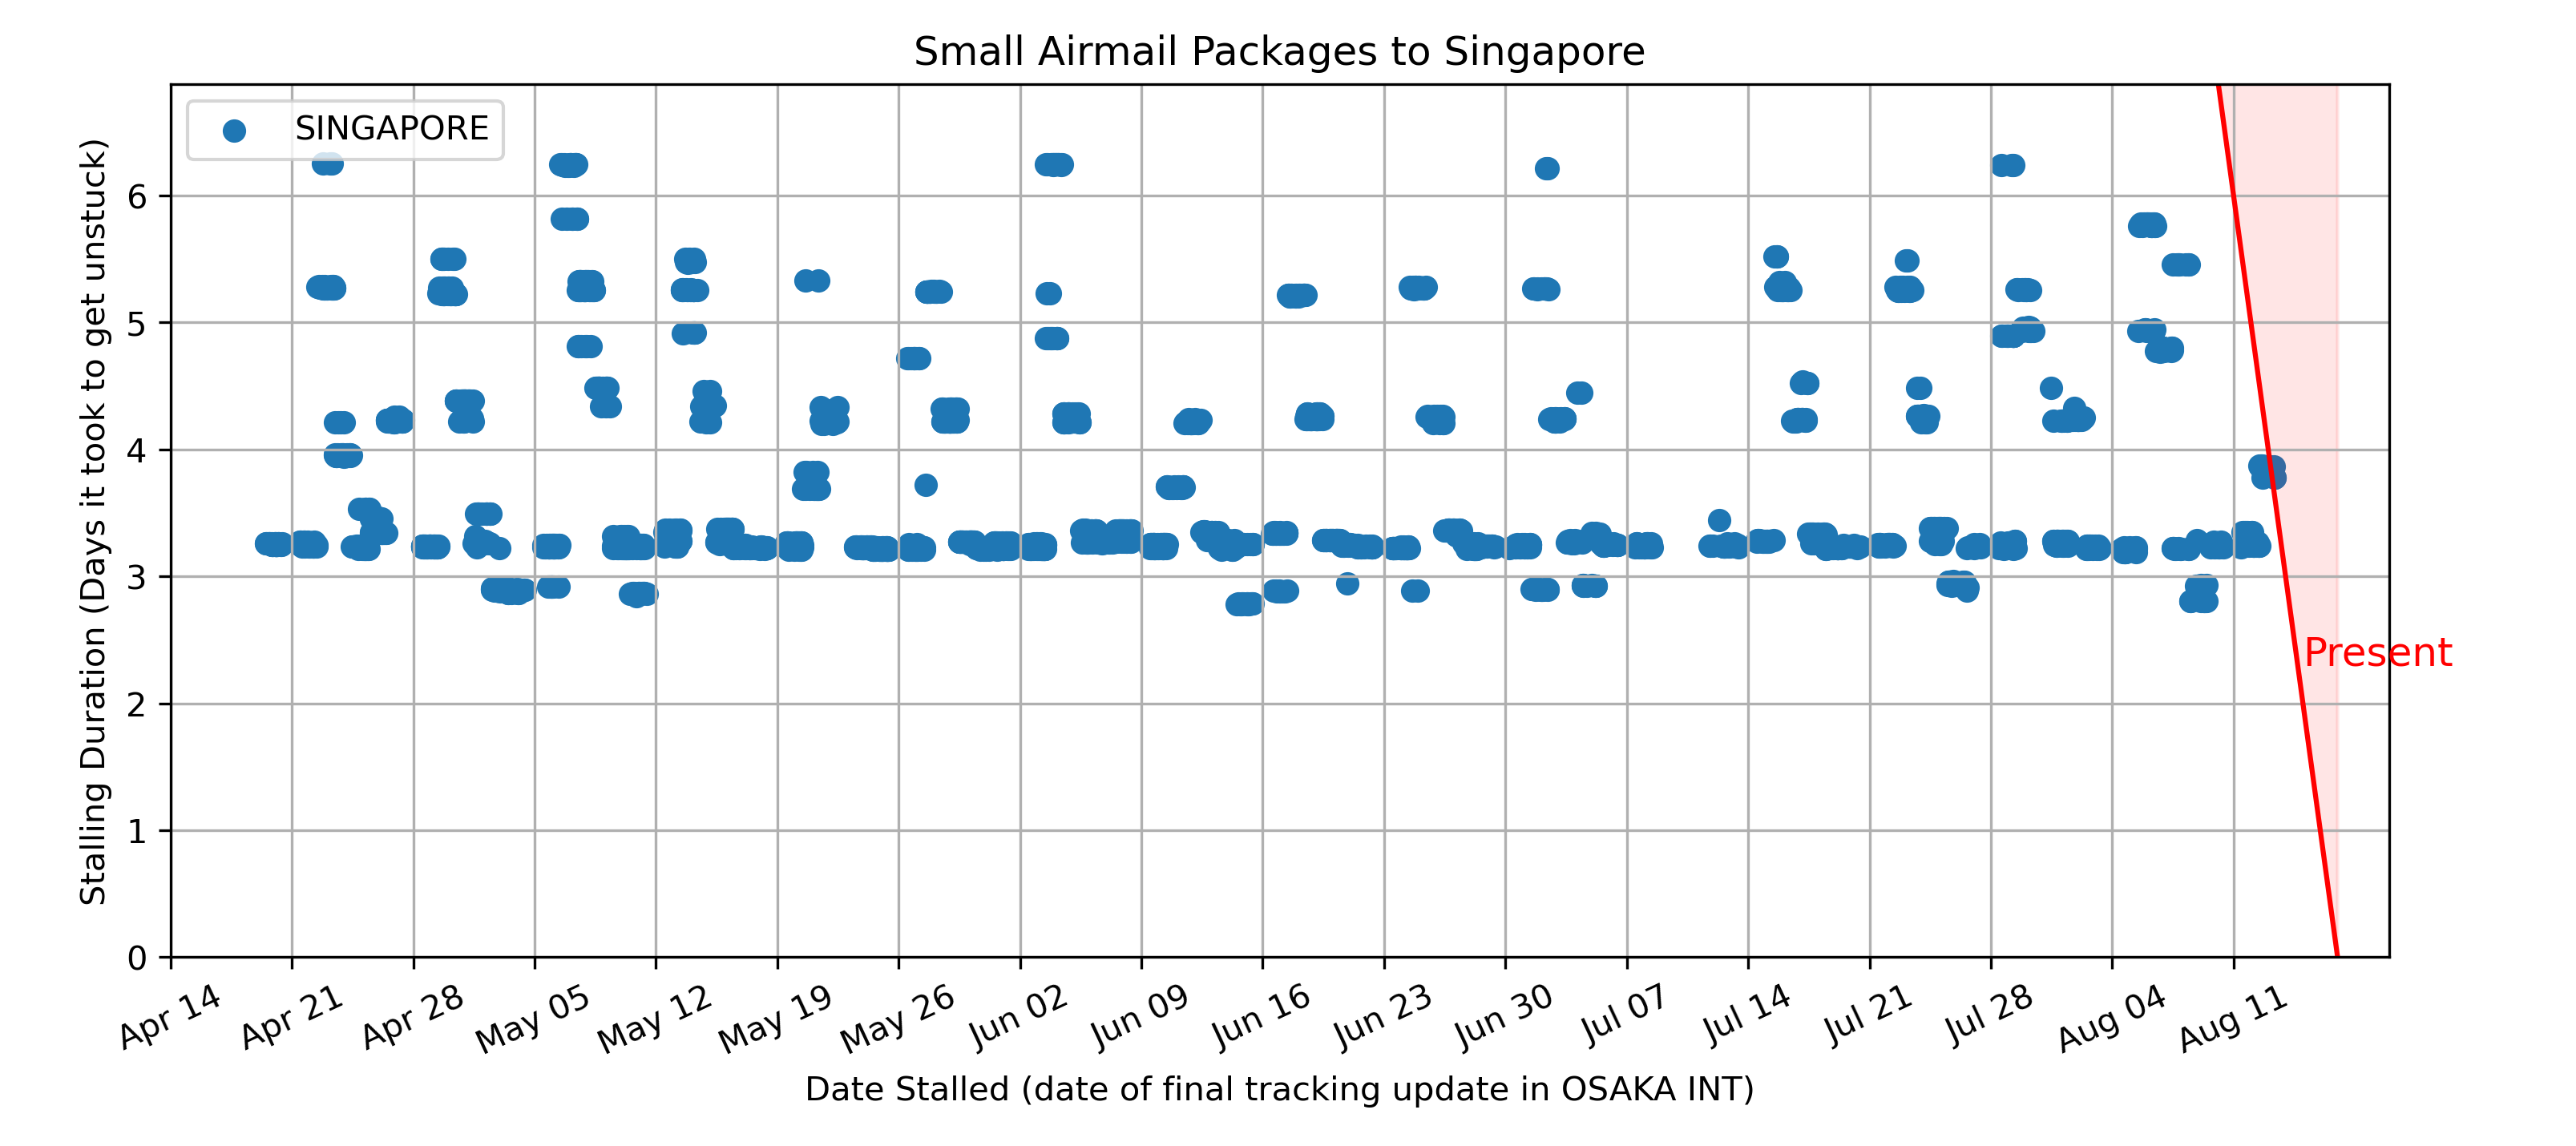 Small Airmail Packages to Singapore
SINGAPORE
Stalling Duration (Days it took to get unstuck)
6
5
4
3
2
1
0
Present
Apr 14
Apr 21
Apr 28
May 05
May 12
May 19
May 26
Jun 02
Jun 09
Jun 16
Jun 23
Jun 30
Jul 07
Jul 14
Jul 21
Jul 28
Aug 04
Aug 11
Date Stalled (date of final tracking update in OSAKA INT)